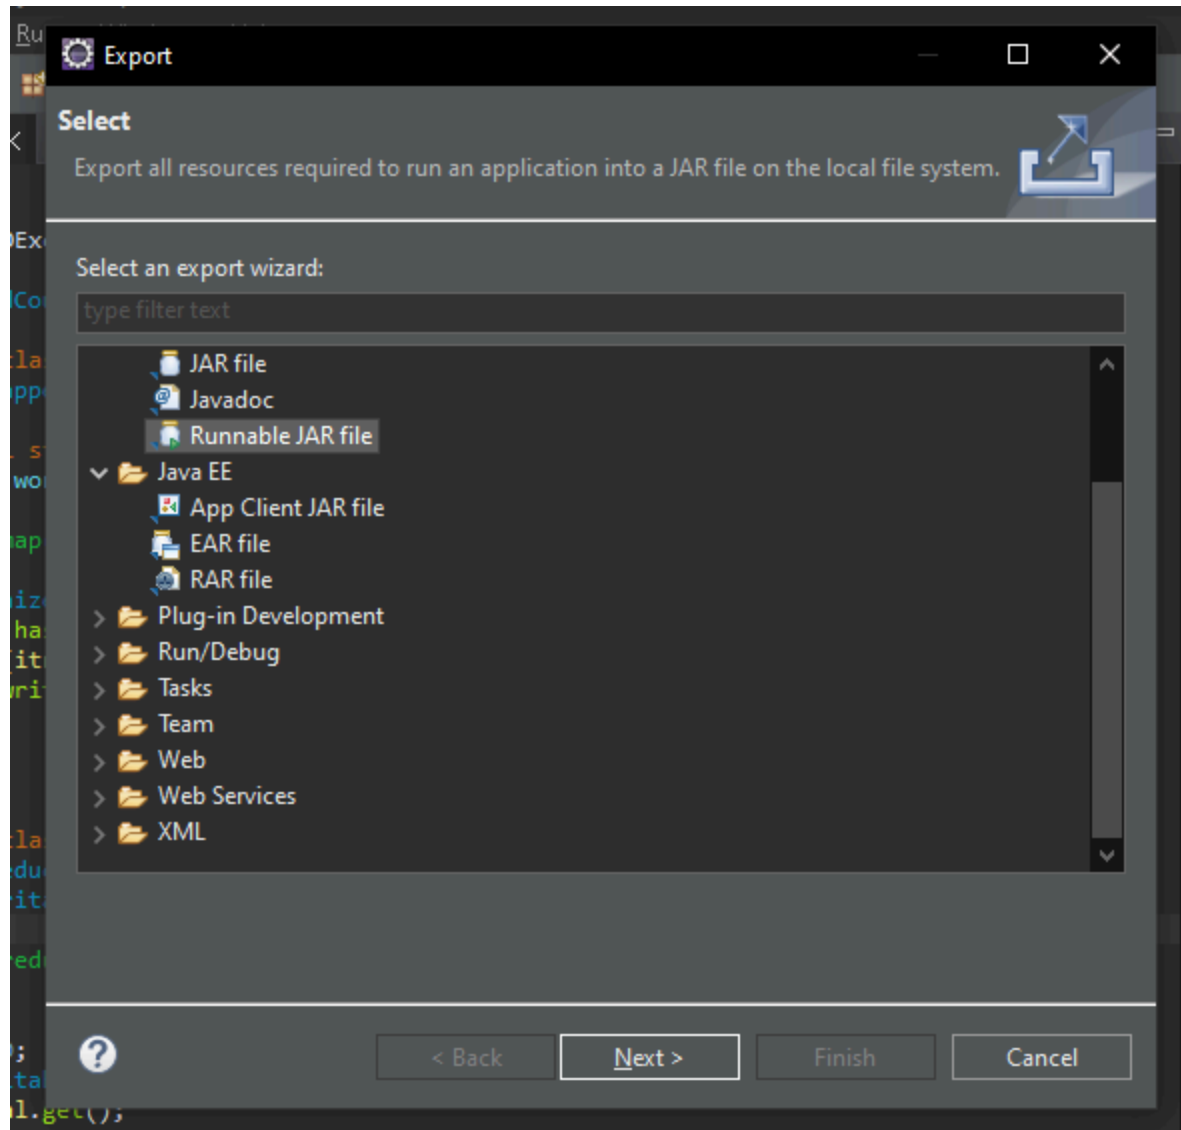 Ru
Export
Select
Export all resources required to run an application into a JAR file on the local file system.
Select an export wizard:
type filter text
JAR file
Javadoc
Runnable JAR file
Java EE
App Client JAR file
EAR file
RAR file
Plug-in Development
Run/Debug
Tasks
Team
Web
Web Services
XML
< Back
Next >
Finish
Cancel
l.get();